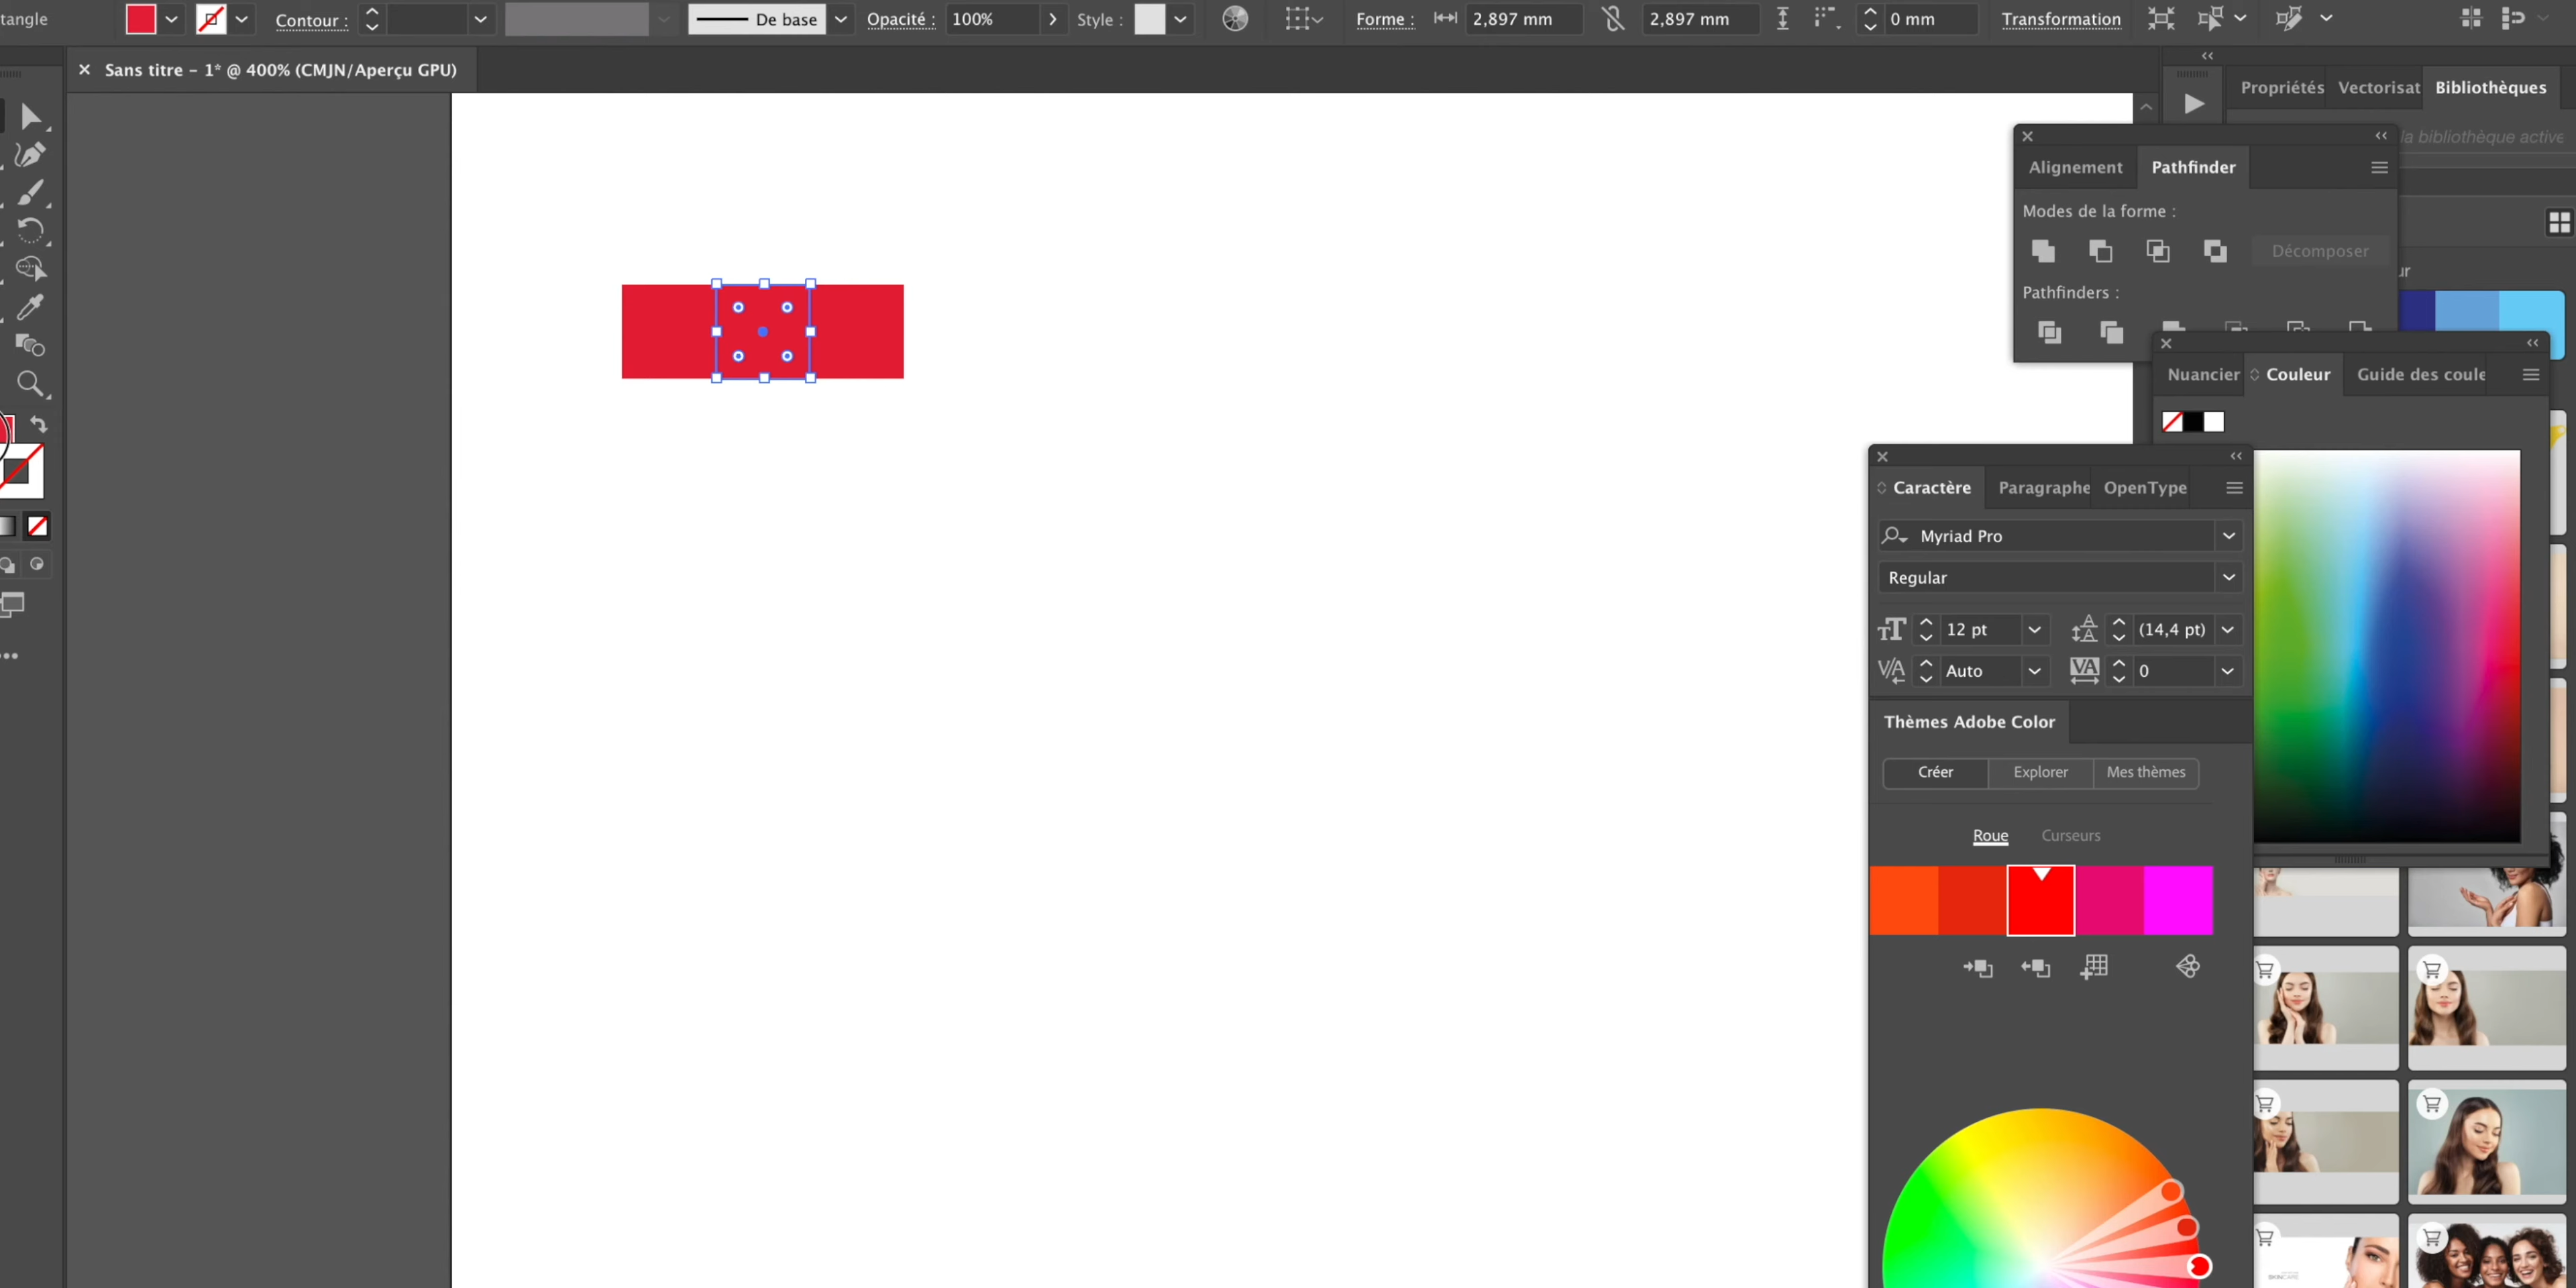 tangle
Contour :
De base
Opacité :
100%
Style :
Forme :
2,897 mm
2,897 mm
0 mm
Transformation
× Sans titre – 1* @ 400% (CMJN/Aperçu GPU)
Propriétés
Vectorisat
Bibliothèques
la bibliothèque active
Alignement
Pathfinder
Modes de la forme :
Décomposer
ur
Pathfinders :
Nuancier
Couleur
Guide des coule
Caractère
Paragraphe
OpenType
Myriad Pro
Regular
12 pt
(14,4 pt)
Auto
0
Thèmes Adobe Color
Créer
Explorer
Mes thèmes
Roue
Curseurs